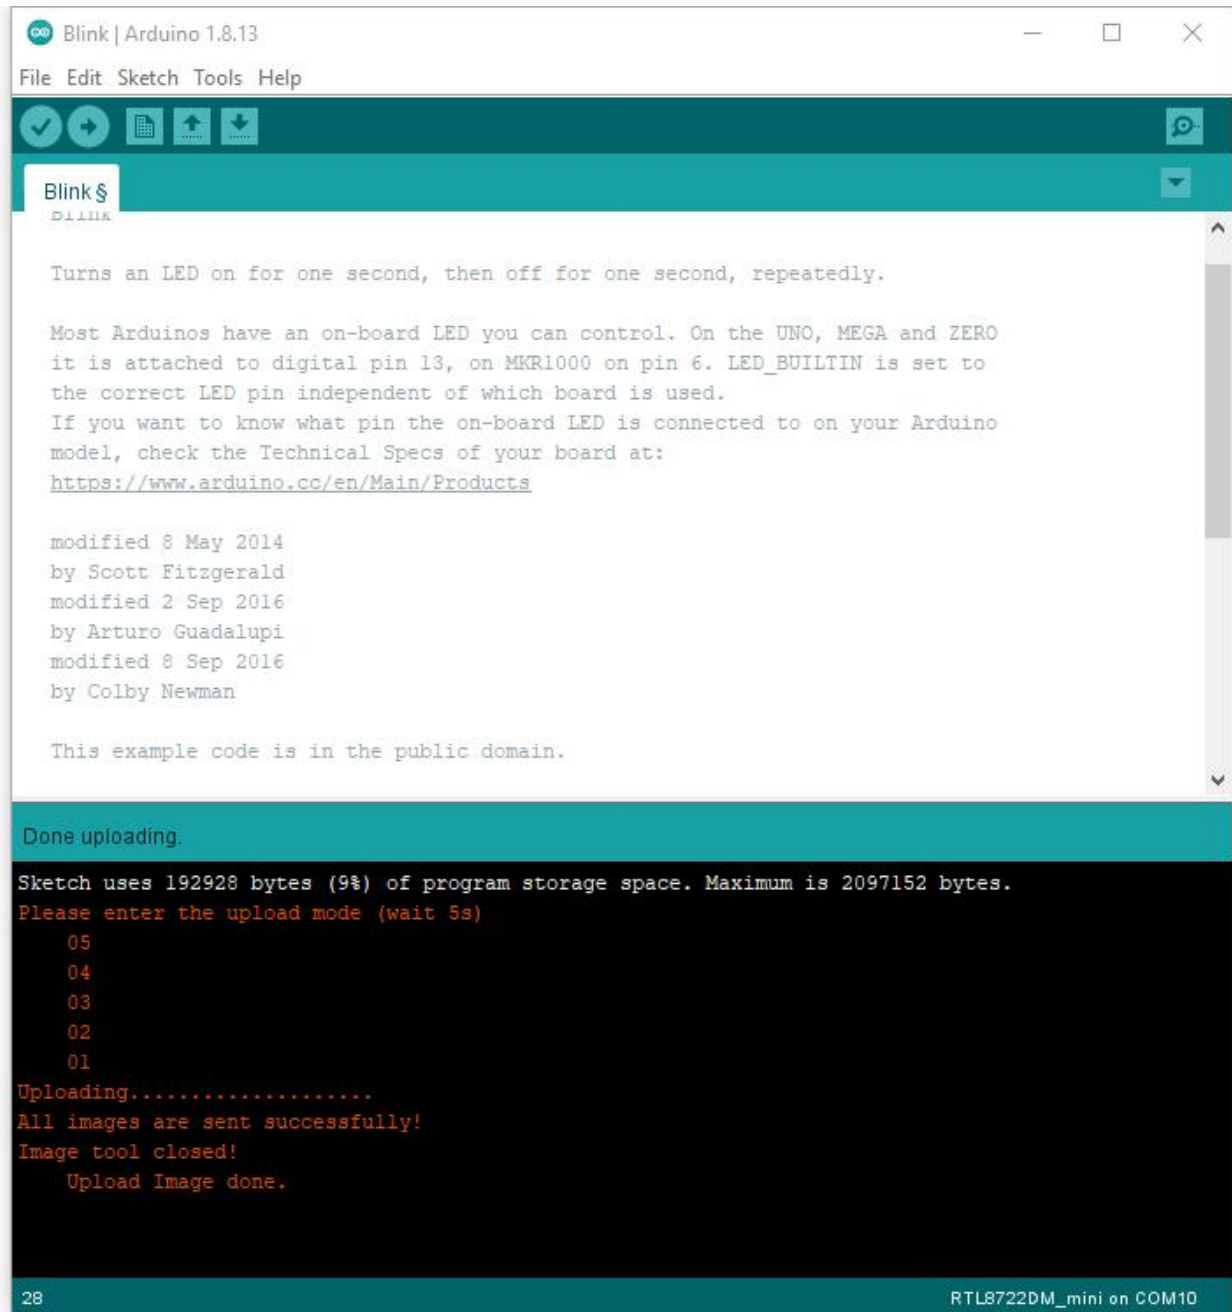 Blink | Arduino 1.8.13
File Edit Sketch Tools Help
Blink §
Blink
Turns an LED on for one second, then off for one second, repeatedly.
Most Arduinos have an on-board LED you can control. On the UNO, MEGA and ZERO
it is attached to digital pin 13, on MKR1000 on pin 6. LED_BUILTIN is set to
the correct LED pin independent of which board is used.
If you want to know what pin the on-board LED is connected to on your Arduino
model, check the Technical Specs of your board at:
https://www.arduino.cc/en/Main/Products
modified 8 May 2014
by Scott Fitzgerald
modified 2 Sep 2016
by Arturo Guadalupi
modified 8 Sep 2016
by Colby Newman
This example code is in the public domain.
Done uploading.
Sketch uses 192928 bytes (9%) of program storage space. Maximum is 2097152 bytes.
Please enter the upload mode (wait 5s)
05
04
03
02
01
Uploading....................
All images are sent successfully!
Image tool closed!
Upload Image done.
28 RTL8722DM_mini on COM10